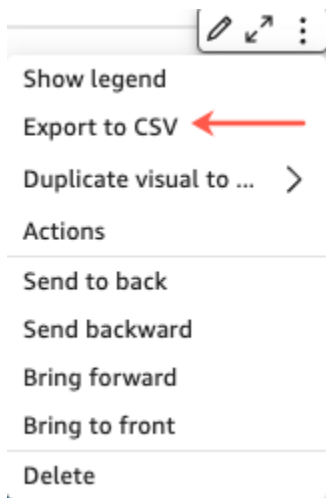 Show legend
Export to CSV
Duplicate visual to ...
Actions
Send to back
Send backward
Bring forward
Bring to front
Delete